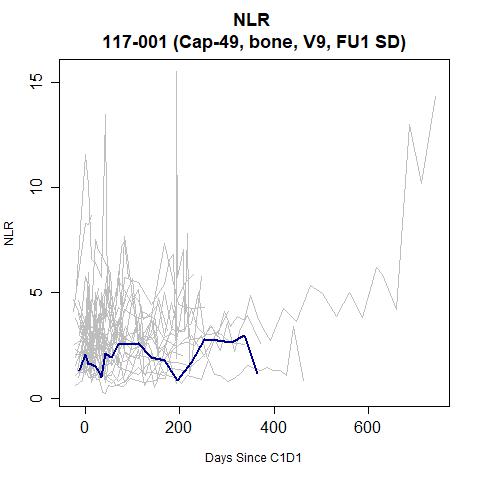 NLR
117-001 (Cap-49, bone, V9, FU1 SD)
15
10
5
0
NLR
0 200 400 600
Days Since C1D1